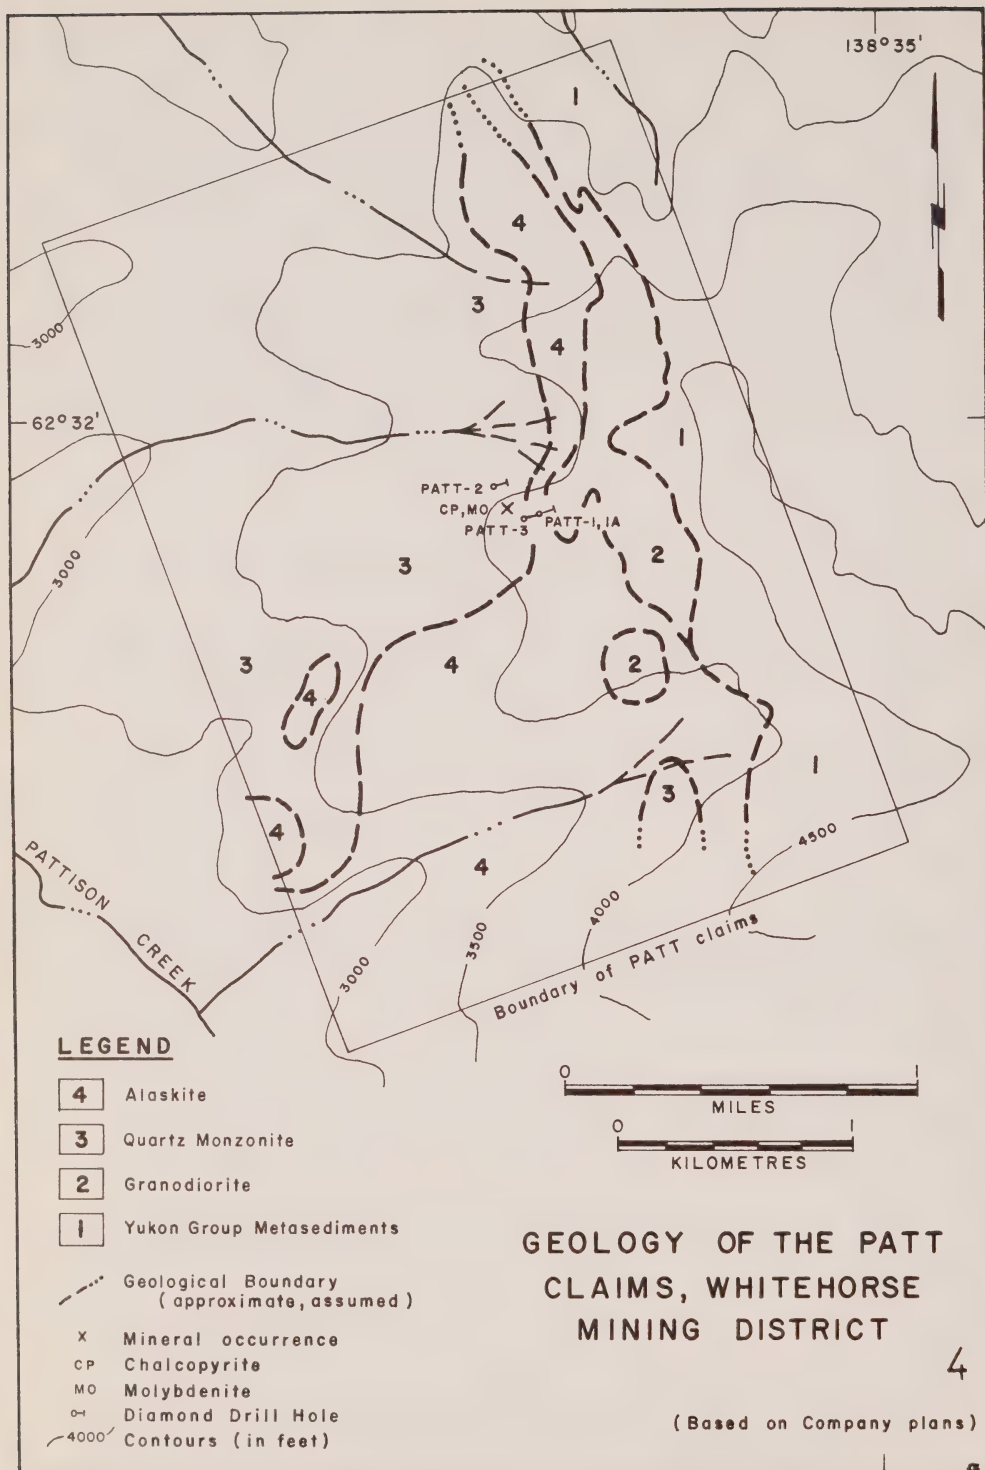 138° 35'
1
4
3
3000
4
62° 32'
1
PATT-2
CP, MO X
PATT-1, 1A
PATT-3
3000
3
2
3
4
2
4
1
3
4
4500
4
PATTISON
CREEK
4000
3500
3000
Boundary of PATT claims
LEGEND
4 Alaskite
3 Quartz Monzonite
2 Granodiorite
1 Yukon Group Metasediments
Geological Boundary
(approximate, assumed)
X Mineral occurrence
CP Chalcopyrite
MO Molybdenite
Diamond Drill Hole
4000' Contours (in feet)
0 1
MILES
0 1
KILOMETRES
GEOLOGY OF THE PATT
CLAIMS, WHITEHORSE
MINING DISTRICT
4
(Based on Company plans)